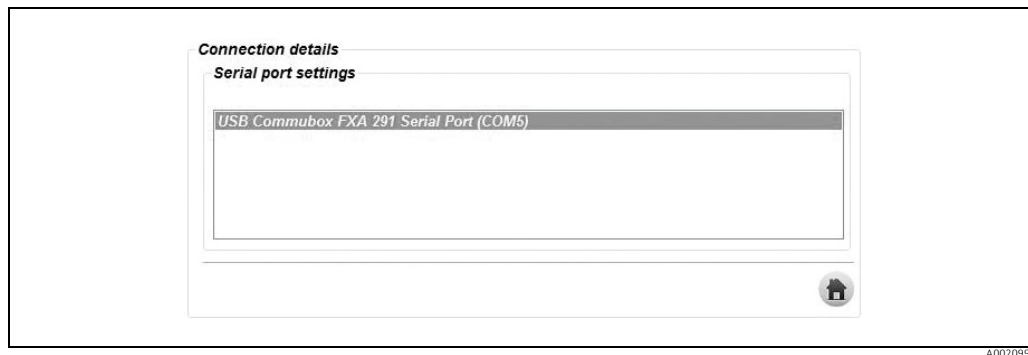 Connection details
Serial port settings
USB Commubox FXA 291 Serial Port (COM5)